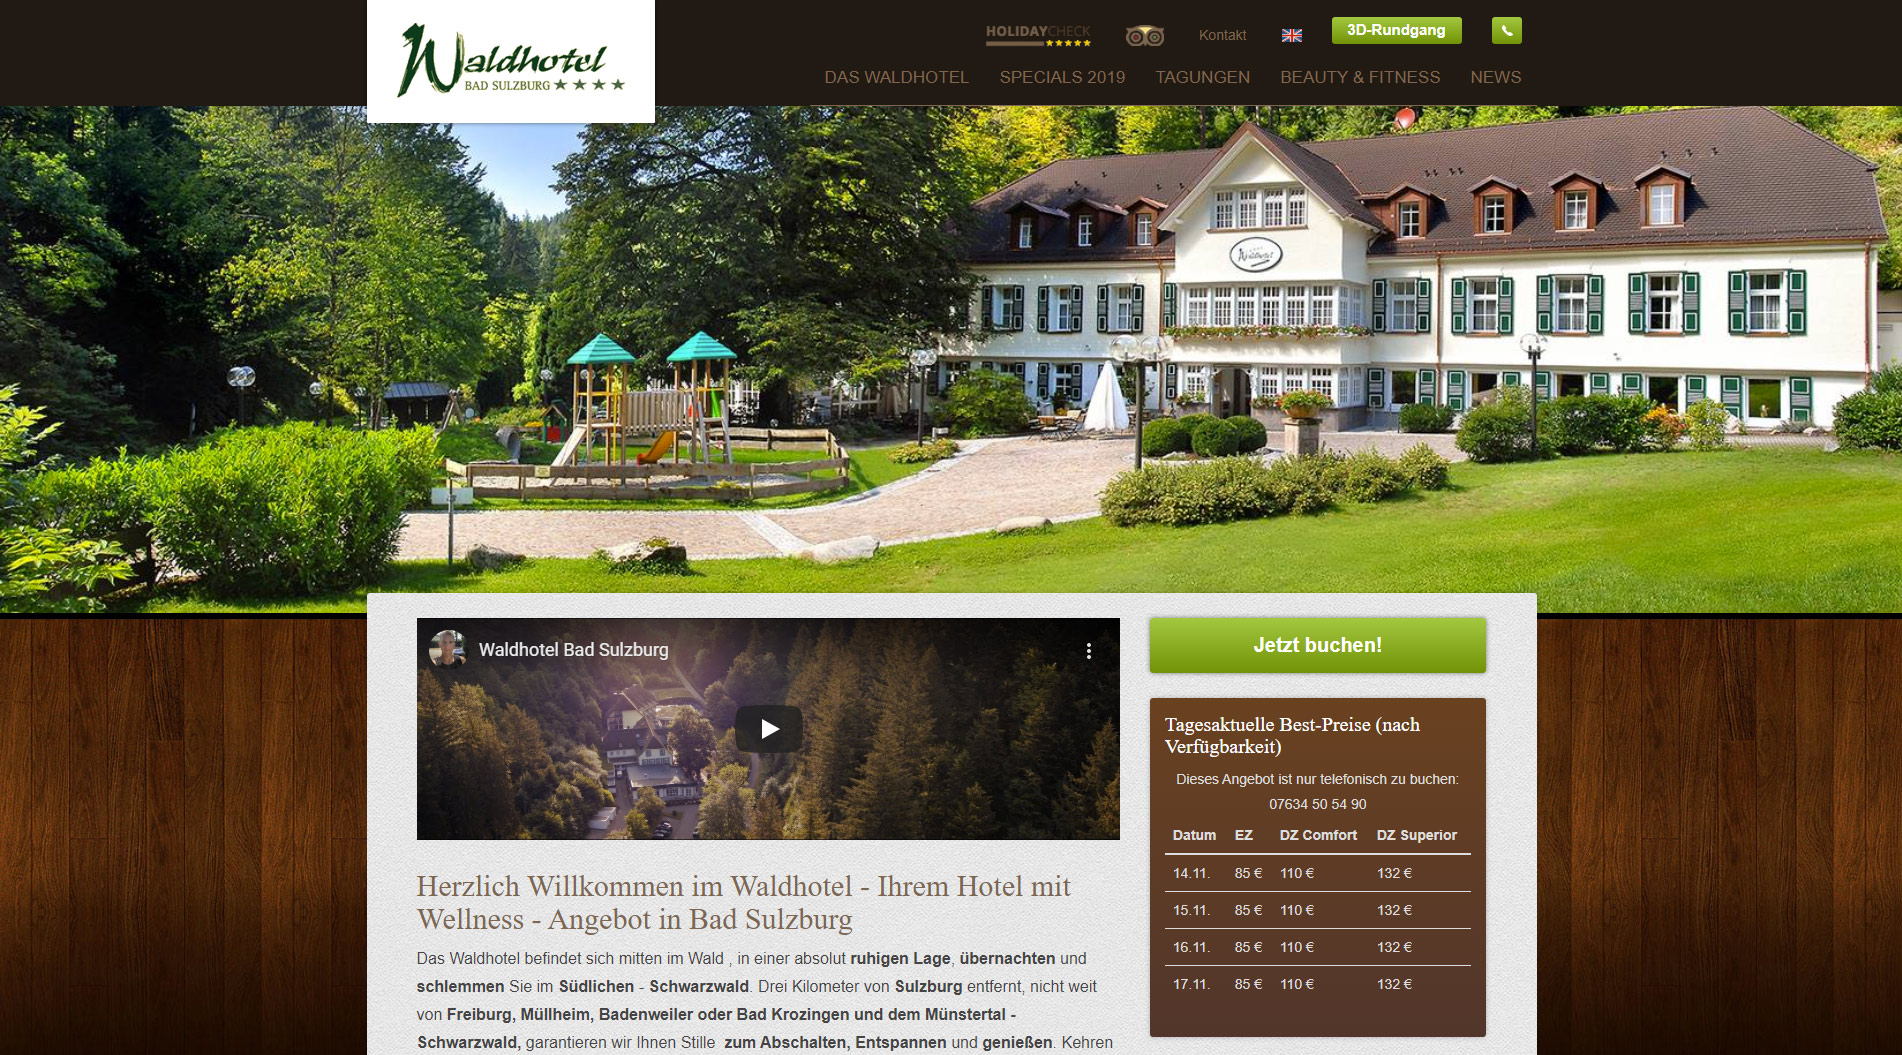 Waldhotel
BAD SULZBURG ★★★★
HOLIDAYCHECK
Kontakt
3D-Rundgang
DAS WALDHOTEL
SPECIALS 2019
TAGUNGEN
BEAUTY & FITNESS
NEWS
Waldhotel
Waldhotel Bad Sulzburg
Jetzt buchen!
Herzlich Willkommen im Waldhotel - Ihrem Hotel mit
Wellness - Angebot in Bad Sulzburg
Das Waldhotel befindet sich mitten im Wald , in einer absolut ruhigen Lage, übernachten und
schlemmen Sie im Südlichen - Schwarzwald. Drei Kilometer von Sulzburg entfernt, nicht weit
von Freiburg, Müllheim, Badenweiler oder Bad Krozingen und dem Münstertal -
Schwarzwald, garantieren wir Ihnen Stille zum Abschalten, Entspannen und genießen. Kehren
Tagesaktuelle Best-Preise (nach
Verfügbarkeit)
Dieses Angebot ist nur telefonisch zu buchen:
07634 50 54 90
Datum EZ DZ Comfort DZ Superior
14.11. 85 € 110 € 132 €
15.11. 85 € 110 € 132 €
16.11. 85 € 110 € 132 €
17.11. 85 € 110 € 132 €